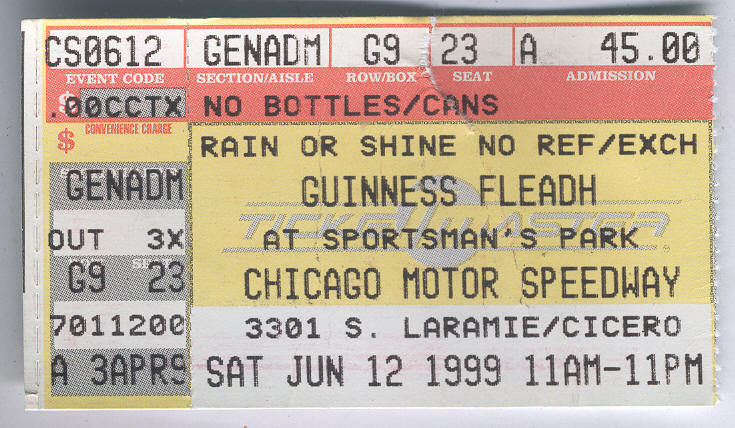 CS0612 GENADM G9 23 A 45.00
EVENT CODE SECTION/AISLE ROW/BOX SEAT ADMISSION
$ .00CCTX NO BOTTLES/CANS
$ CONVENIENCE CHARGE
RAIN OR SHINE NO REF/EXCH
GENADM GUINNESS FLEADH
TICKETMASTER
OUT 3X AT SPORTSMAN'S PARK
G9 23 CHICAGO MOTOR SPEEDWAY
7011200 3301 S. LARAMIE/CICERO
A 3APR9 SAT JUN 12 1999 11AM-11PM